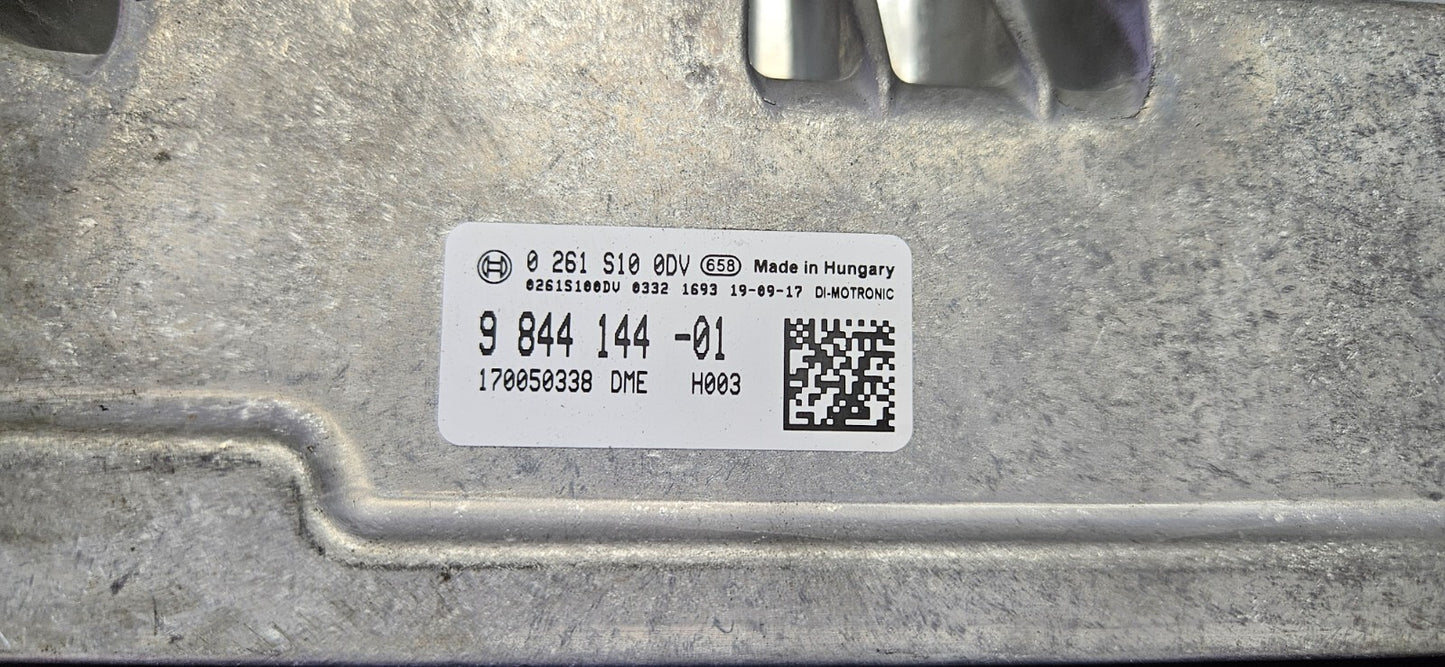 0 261 S10 0DV 658 Made in Hungary
0261S100DV 0332 1693 19-09-17 DI-MOTRONIC
9 844 144 -01
170050338 DME H003